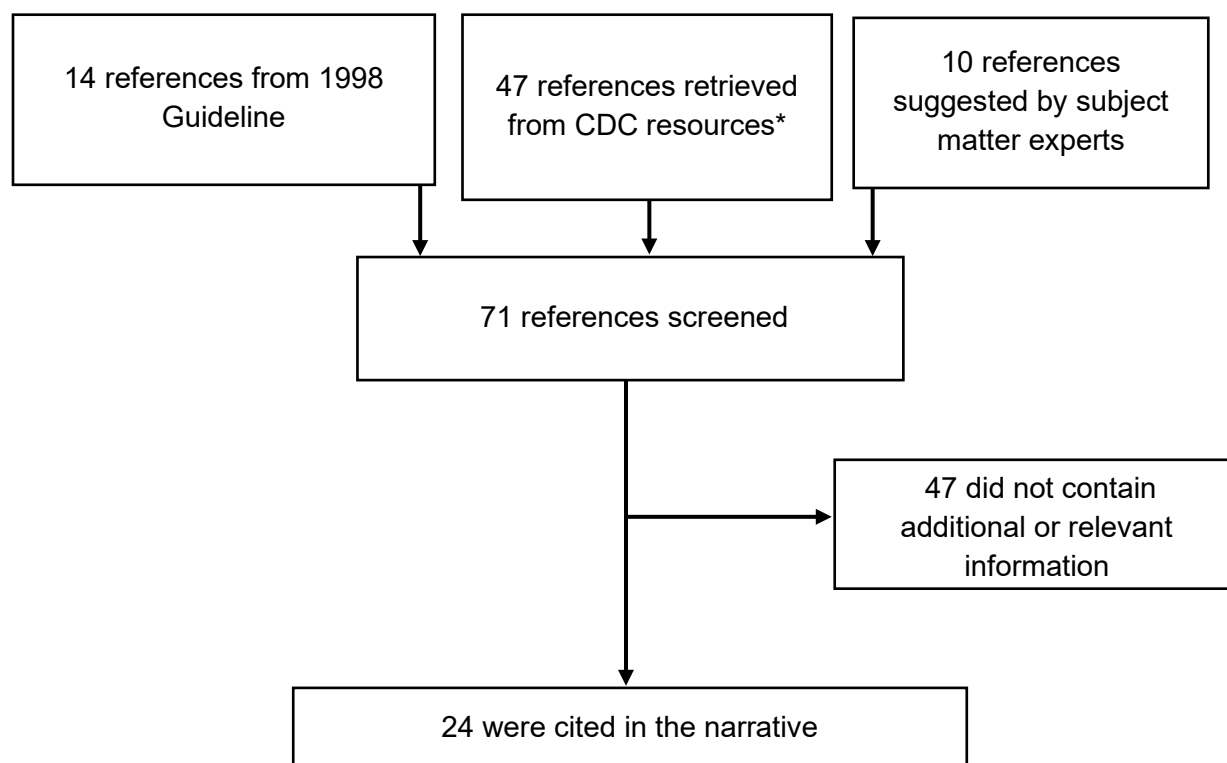 14 references from 1998
Guideline
47 references retrieved
from CDC resources*
10 references
suggested by subject
matter experts
71 references screened
47 did not contain
additional or relevant
information
24 were cited in the narrative